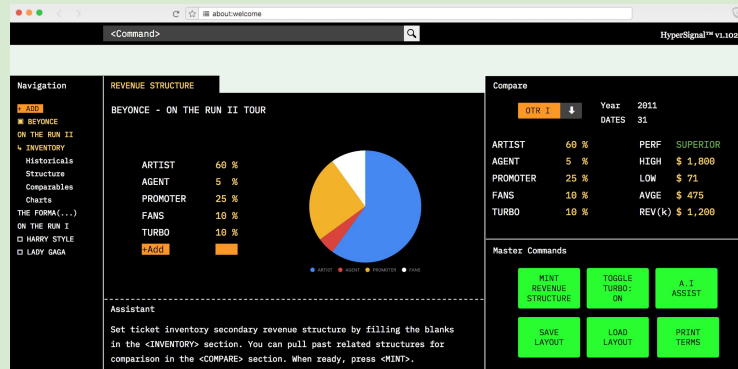 about:welcome
<Command>
HyperSignal™ v1.102
Navigation
+ ADD
BEYONCE
ON THE RUN II
↳ INVENTORY
Historicals
Structure
Comparables
Charts
THE FORMA(...)
ON THE RUN I
HARRY STYLE
LADY GAGA
REVENUE STRUCTURE
BEYONCE - ON THE RUN II TOUR
ARTIST 60 %
AGENT 5 %
PROMOTER 25 %
FANS 10 %
TURBO 10 %
+Add
ARTIST AGENT PROMOTER FANS
Assistant
Set ticket inventory secondary revenue structure by filling the blanks
in the <INVENTORY> section. You can pull past related structures for
comparison in the <COMPARE> section. When ready, press <MINT>.
Compare
OTR I
Year 2011
DATES 31
ARTIST 60 % PERF SUPERIOR
AGENT 5 % HIGH $ 1,800
PROMOTER 25 % LOW $ 71
FANS 10 % AVGE $ 475
TURBO 10 % REV(k) $ 1,200
Master Commands
MINT
REVENUE
STRUCTURE
TOGGLE
TURBO:
ON
A.I
ASSIST
SAVE
LAYOUT
LOAD
LAYOUT
PRINT
TERMS